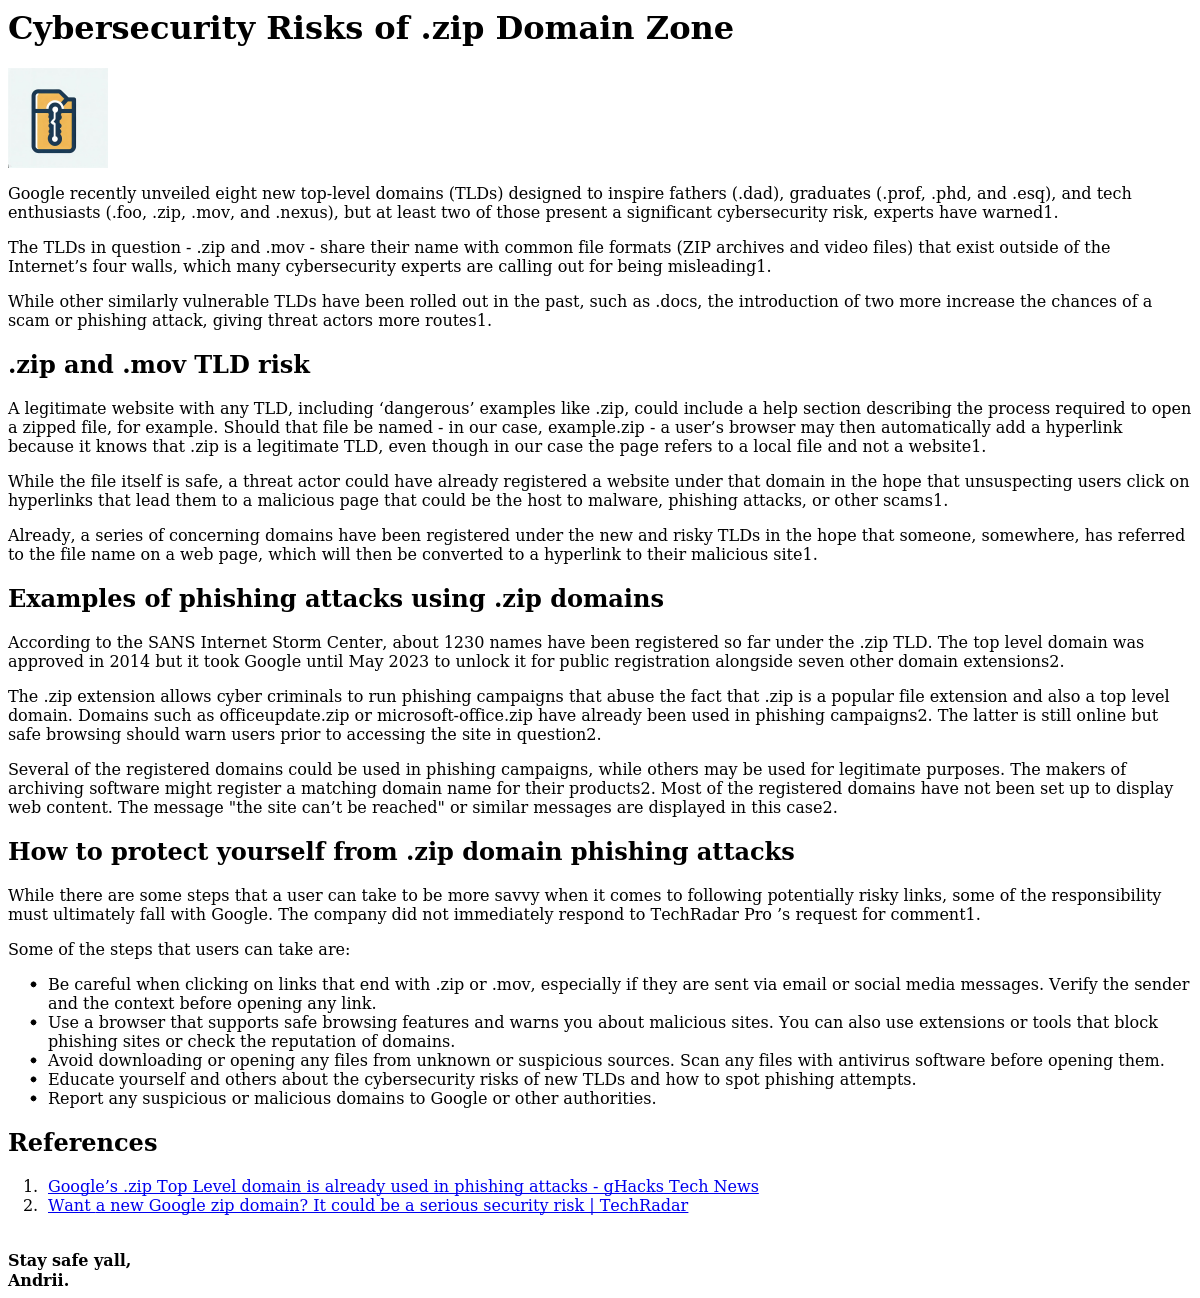 Cybersecurity Risks of .zip Domain Zone
Google recently unveiled eight new top-level domains (TLDs) designed to inspire fathers (.dad), graduates (.prof, .phd, and .esq), and tech
enthusiasts (.foo, .zip, .mov, and .nexus), but at least two of those present a significant cybersecurity risk, experts have warned1.
The TLDs in question - .zip and .mov - share their name with common file formats (ZIP archives and video files) that exist outside of the
Internet’s four walls, which many cybersecurity experts are calling out for being misleading1.
While other similarly vulnerable TLDs have been rolled out in the past, such as .docs, the introduction of two more increase the chances of a
scam or phishing attack, giving threat actors more routes1.
.zip and .mov TLD risk
A legitimate website with any TLD, including ‘dangerous’ examples like .zip, could include a help section describing the process required to open
a zipped file, for example. Should that file be named - in our case, example.zip - a user’s browser may then automatically add a hyperlink
because it knows that .zip is a legitimate TLD, even though in our case the page refers to a local file and not a website1.
While the file itself is safe, a threat actor could have already registered a website under that domain in the hope that unsuspecting users click on
hyperlinks that lead them to a malicious page that could be the host to malware, phishing attacks, or other scams1.
Already, a series of concerning domains have been registered under the new and risky TLDs in the hope that someone, somewhere, has referred
to the file name on a web page, which will then be converted to a hyperlink to their malicious site1.
Examples of phishing attacks using .zip domains
According to the SANS Internet Storm Center, about 1230 names have been registered so far under the .zip TLD. The top level domain was
approved in 2014 but it took Google until May 2023 to unlock it for public registration alongside seven other domain extensions2.
The .zip extension allows cyber criminals to run phishing campaigns that abuse the fact that .zip is a popular file extension and also a top level
domain. Domains such as officeupdate.zip or microsoft-office.zip have already been used in phishing campaigns2. The latter is still online but
safe browsing should warn users prior to accessing the site in question2.
Several of the registered domains could be used in phishing campaigns, while others may be used for legitimate purposes. The makers of
archiving software might register a matching domain name for their products2. Most of the registered domains have not been set up to display
web content. The message "the site can’t be reached" or similar messages are displayed in this case2.
How to protect yourself from .zip domain phishing attacks
While there are some steps that a user can take to be more savvy when it comes to following potentially risky links, some of the responsibility
must ultimately fall with Google. The company did not immediately respond to TechRadar Pro ’s request for comment1.
Some of the steps that users can take are:
• Be careful when clicking on links that end with .zip or .mov, especially if they are sent via email or social media messages. Verify the sender
and the context before opening any link.
• Use a browser that supports safe browsing features and warns you about malicious sites. You can also use extensions or tools that block
phishing sites or check the reputation of domains.
• Avoid downloading or opening any files from unknown or suspicious sources. Scan any files with antivirus software before opening them.
• Educate yourself and others about the cybersecurity risks of new TLDs and how to spot phishing attempts.
• Report any suspicious or malicious domains to Google or other authorities.
References
1. Google’s .zip Top Level domain is already used in phishing attacks - gHacks Tech News
2. Want a new Google zip domain? It could be a serious security risk | TechRadar
Stay safe yall,
Andrii.